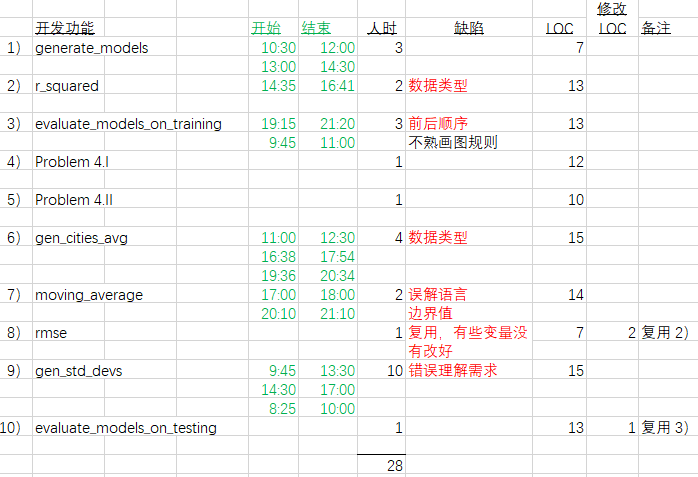 修改
开发功能 开始 结束 人时 缺陷 LOC LOC 备注
1） generate_models 10:30 12:00 3 7
13:00 14:30
2） r_squared 14:35 16:41 2 数据类型 13
3） evaluate_models_on_training 19:15 21:20 3 前后顺序 13
9:45 11:00 不熟画图规则
4） Problem 4.I 1 12
5） Problem 4.II 1 10
6） gen_cities_avg 11:00 12:30 4 数据类型 15
16:38 17:54
19:36 20:34
7） moving_average 17:00 18:00 2 误解语言 14
20:10 21:10 边界值
8） rmse 1 复用，有些变量没 7 2 复用 2）
有改好
9） gen_std_devs 9:45 13:30 10 错误理解需求 15
14:30 17:00
8:25 10:00
10） evaluate_models_on_testing 1 13 1 复用 3）
28